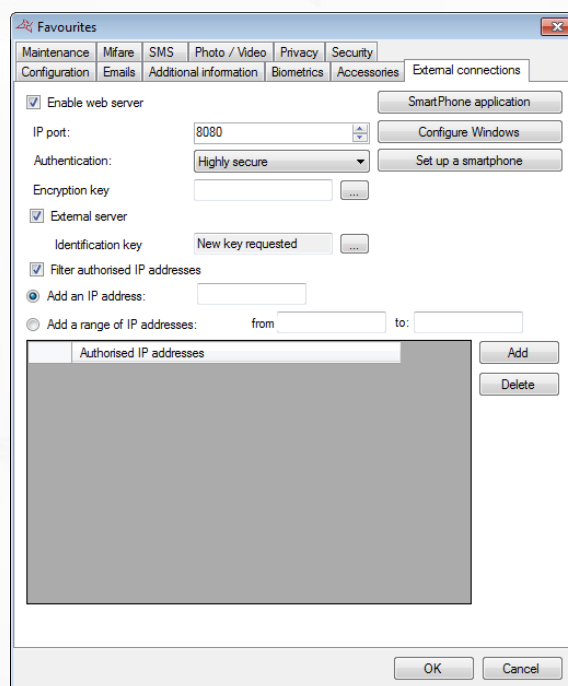 Favourites
Maintenance Mifare SMS Photo / Video Privacy Security
Configuration Emails Additional information Biometrics Accessories External connections
Enable web server SmartPhone application
IP port: 8080 Configure Windows
Authentication: Highly secure Set up a smartphone
Encryption key ...
External server
Identification key New key requested ...
Filter authorised IP addresses
Add an IP address:
Add a range of IP addresses: from to:
Authorised IP addresses Add
Delete
OK Cancel